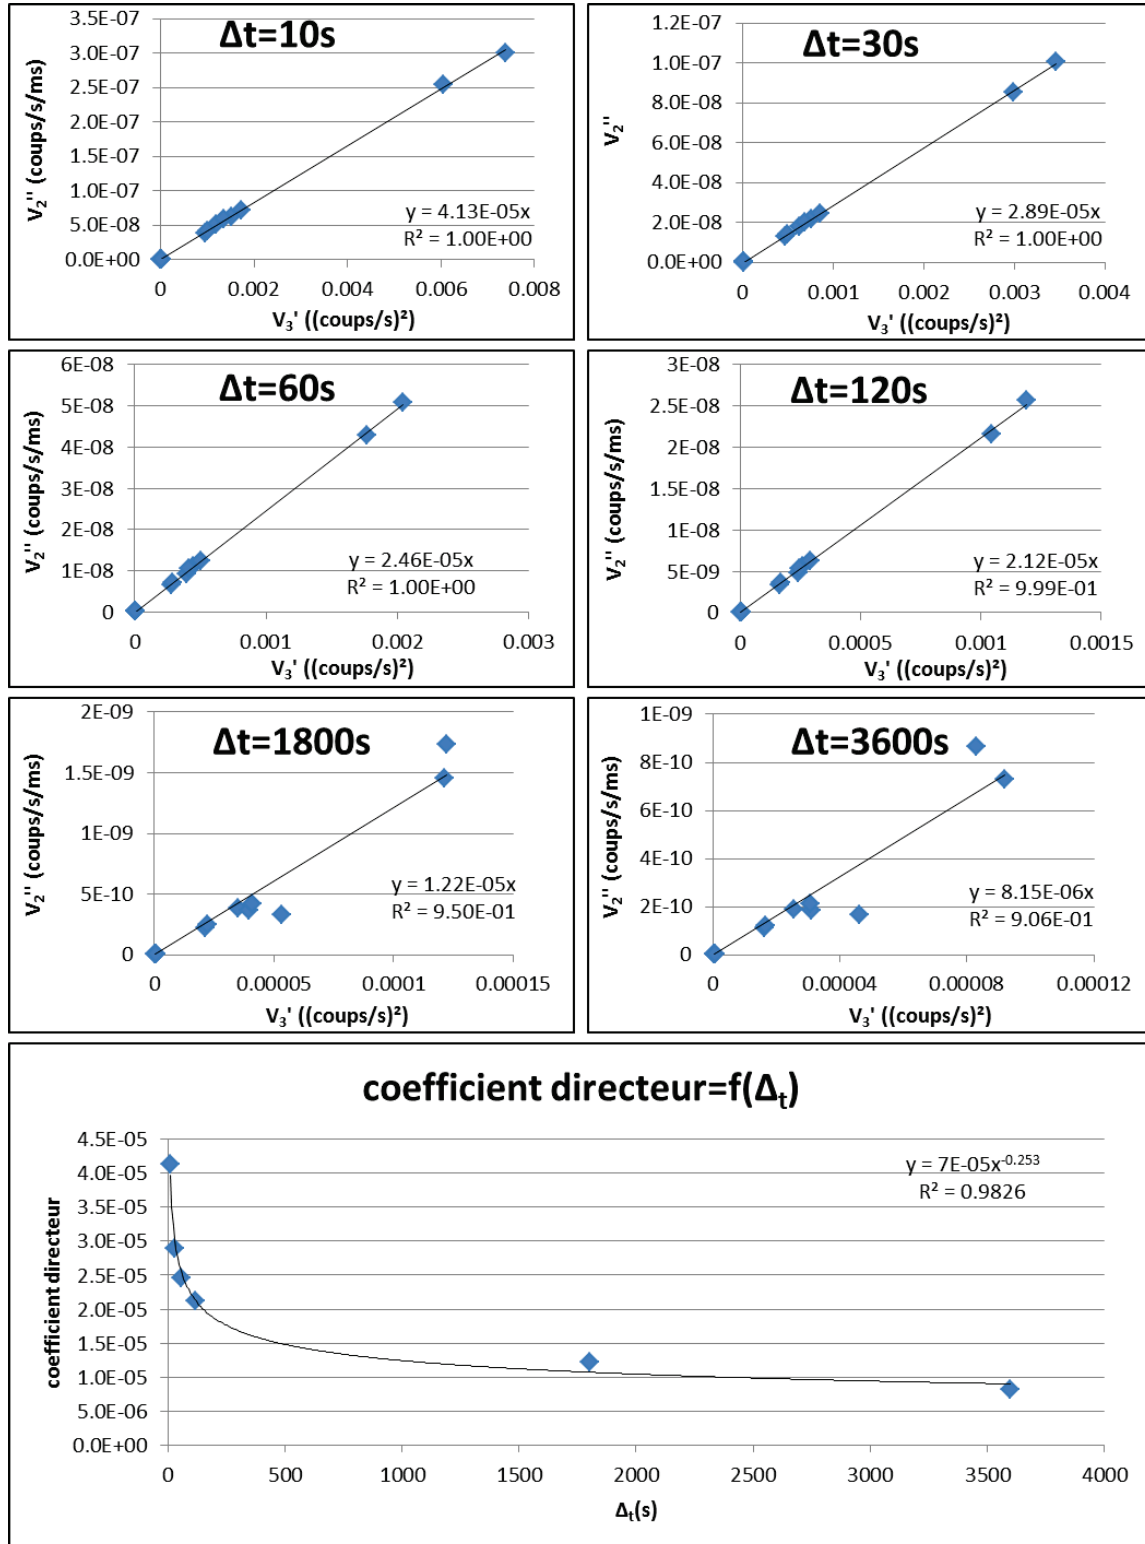 Δt=10s
V₂'' (coups/s/ms)
3.5E-07
3.0E-07
2.5E-07
2.0E-07
1.5E-07
1.0E-07
5.0E-08
0.0E+00
y = 4.13E-05x
R² = 1.00E+00
0 0.002 0.004 0.006 0.008
V₃' ((coups/s)²)
Δt=30s
V₂''
1.2E-07
1.0E-07
8.0E-08
6.0E-08
4.0E-08
2.0E-08
0.0E+00
y = 2.89E-05x
R² = 1.00E+00
0 0.001 0.002 0.003 0.004
V₃' ((coups/s)²)
Δt=60s
V₂'' (coups/s/ms)
6E-08
5E-08
4E-08
3E-08
2E-08
1E-08
0
y = 2.46E-05x
R² = 1.00E+00
0 0.001 0.002 0.003
V₃' ((coups/s)²)
Δt=120s
V₂'' (coups/s/ms)
3E-08
2.5E-08
2E-08
1.5E-08
1E-08
5E-09
0
y = 2.12E-05x
R² = 9.99E-01
0 0.0005 0.001 0.0015
V₃' ((coups/s)²)
Δt=1800s
V₂'' (coups/s/ms)
2E-09
1.5E-09
1E-09
5E-10
0
y = 1.22E-05x
R² = 9.50E-01
0 0.00005 0.0001 0.00015
V₃' ((coups/s)²)
Δt=3600s
V₂'' (coups/s/ms)
1E-09
8E-10
6E-10
4E-10
2E-10
0
y = 8.15E-06x
R² = 9.06E-01
0 0.00004 0.00008 0.00012
V₃' ((coups/s)²)
coefficient directeur=f(Δₜ)
coefficient directeur
4.5E-05
4.0E-05
3.5E-05
3.0E-05
2.5E-05
2.0E-05
1.5E-05
1.0E-05
5.0E-06
0.0E+00
y = 7E-05x⁻⁰·²⁵³
R² = 0.9826
0 500 1000 1500 2000 2500 3000 3500 4000
Δₜ(s)